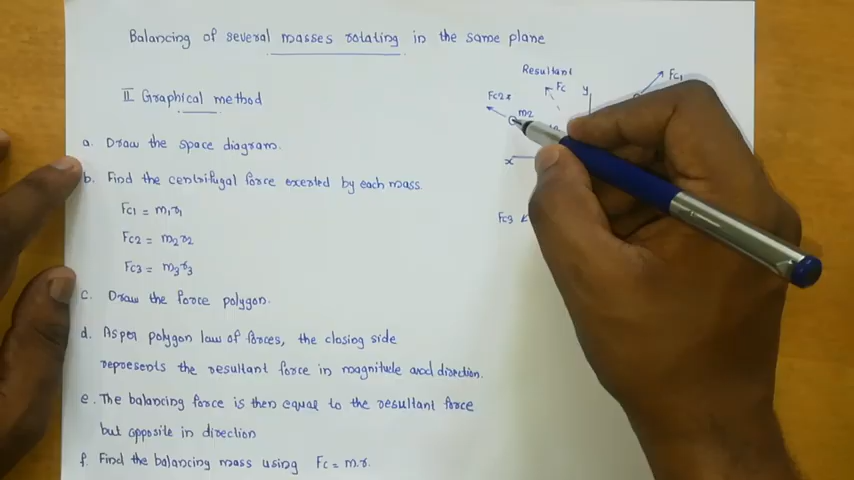 Balancing of several masses rotating in the same plane
II Graphical method
a. Draw the space diagram.
b. Find the centrifugal force exerted by each mass.
Fc1 = m1r1
Fc2 = m2r2
Fc3 = m3r3
c. Draw the force polygon.
d. As per polygon law of forces, the closing side
represents the resultant force in magnitude and direction.
e. The balancing force is then equal to the resultant force
but opposite in direction
f. Find the balancing mass using Fc = m.r.
Resultant
Fc
y
Fc1
Fc2
m2
x
Fc3